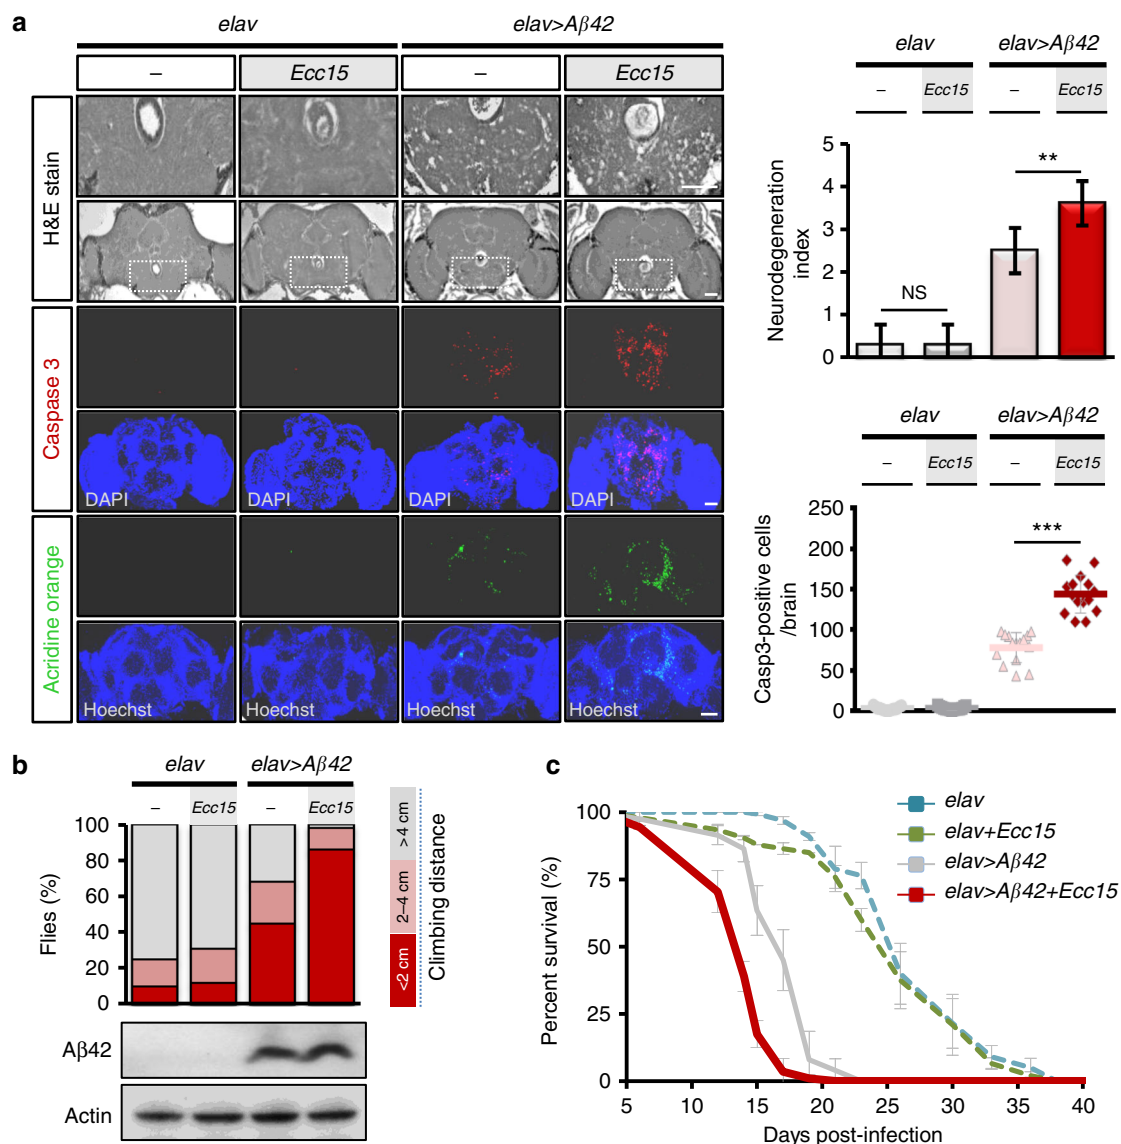 a
elav
elav>Aβ42
–
Ecc15
–
Ecc15
H&E stain
Caspase 3
DAPI
DAPI
DAPI
DAPI
Acridine orange
Hoechst
Hoechst
Hoechst
Hoechst
elav
elav>Aβ42
–
Ecc15
–
Ecc15
Neurodegeneration
index
5
4
3
2
1
0
NS
**
elav
elav>Aβ42
–
Ecc15
–
Ecc15
Casp3-positive cells
/brain
250
200
150
100
50
0
***
b
elav
elav>Aβ42
–
Ecc15
–
Ecc15
Flies (%)
100
80
60
40
20
0
>4 cm
2–4 cm
<2 cm
Climbing distance
Aβ42
Actin
c
Percent survival (%)
100
75
50
25
0
5
10
15
20
25
30
35
40
Days post-infection
elav
elav+Ecc15
elav>Aβ42
elav>Aβ42+Ecc15